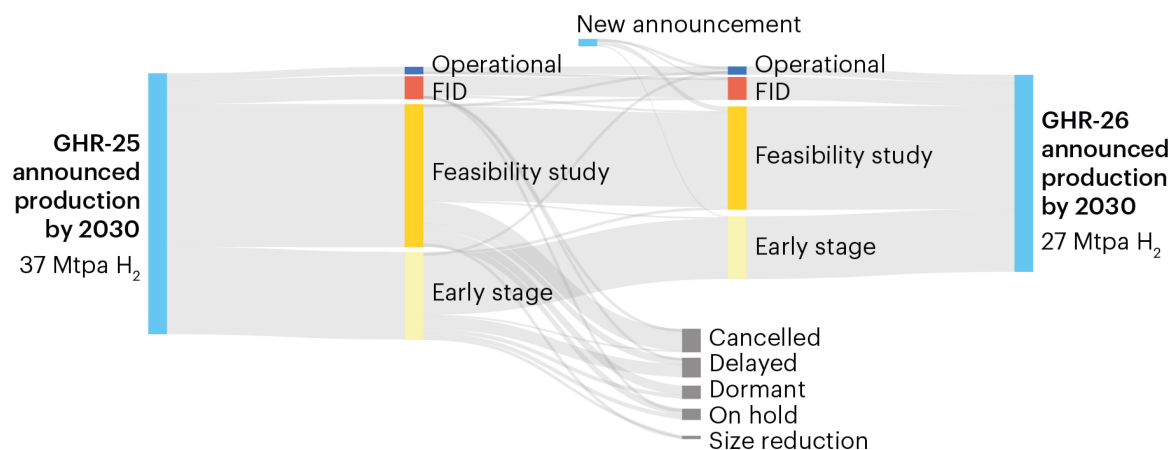 New announcement
Operational
FID
Feasibility study
Early stage
Operational
FID
Feasibility study
Early stage
GHR-25
announced
production
by 2030
37 Mtpa H₂
GHR-26
announced
production
by 2030
27 Mtpa H₂
Cancelled
Delayed
Dormant
On hold
Size reduction